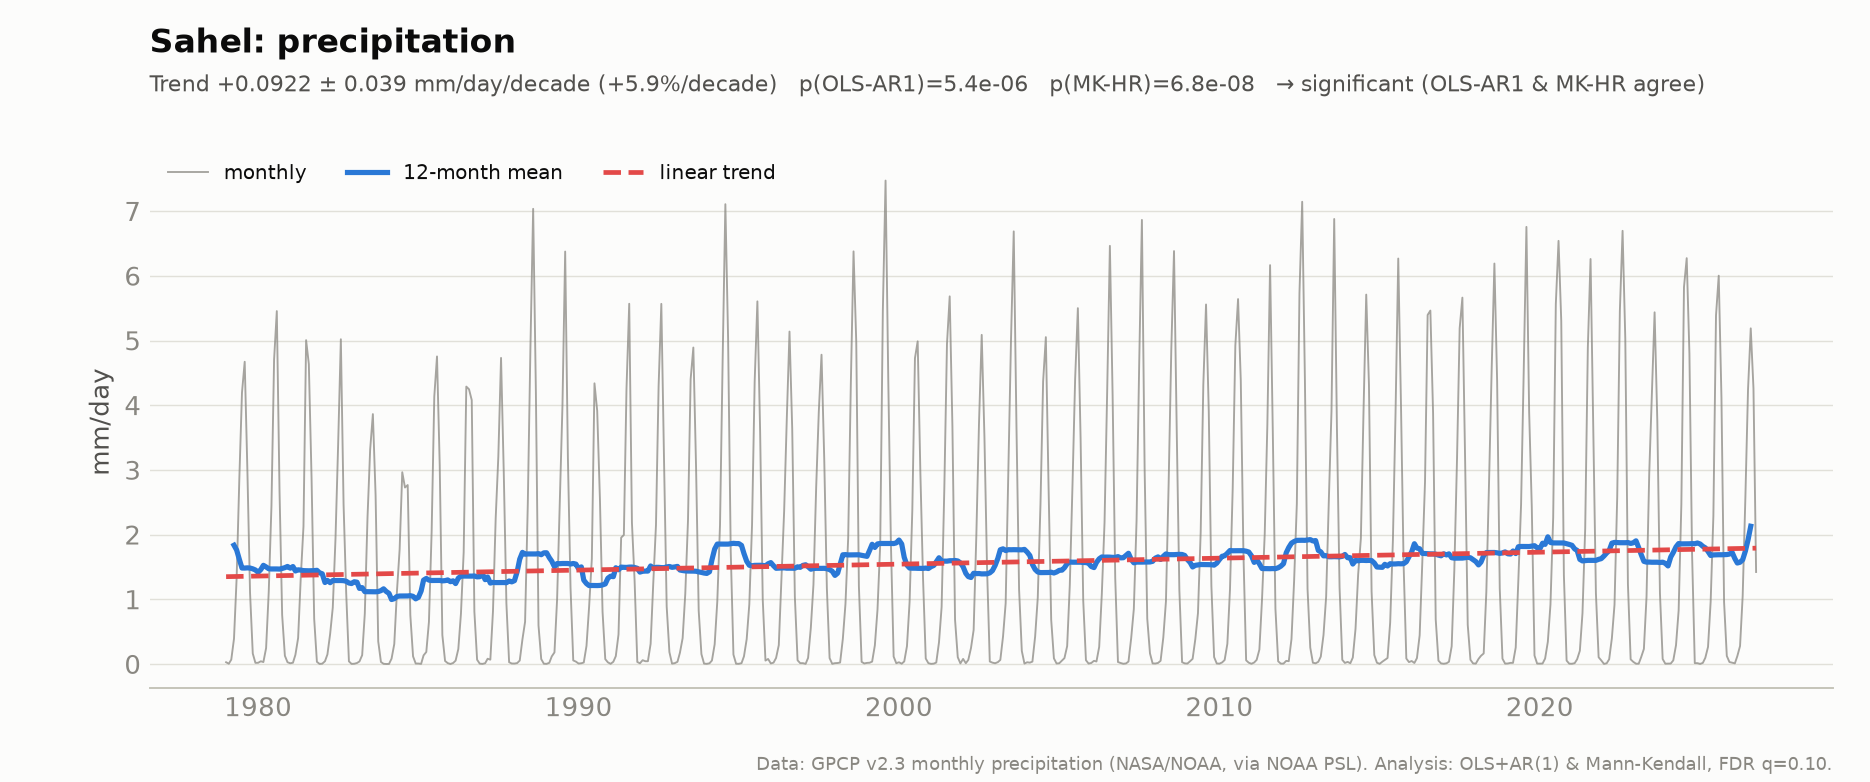 Sahel: precipitation
Trend +0.0922 ± 0.039 mm/day/decade (+5.9%/decade) p(OLS-AR1)=5.4e-06 p(MK-HR)=6.8e-08 → significant (OLS-AR1 & MK-HR agree)
monthly 12-month mean linear trend
7
6
5
4
3
2
1
0
mm/day
1980 1990 2000 2010 2020
Data: GPCP v2.3 monthly precipitation (NASA/NOAA, via NOAA PSL). Analysis: OLS+AR(1) & Mann-Kendall, FDR q=0.10.